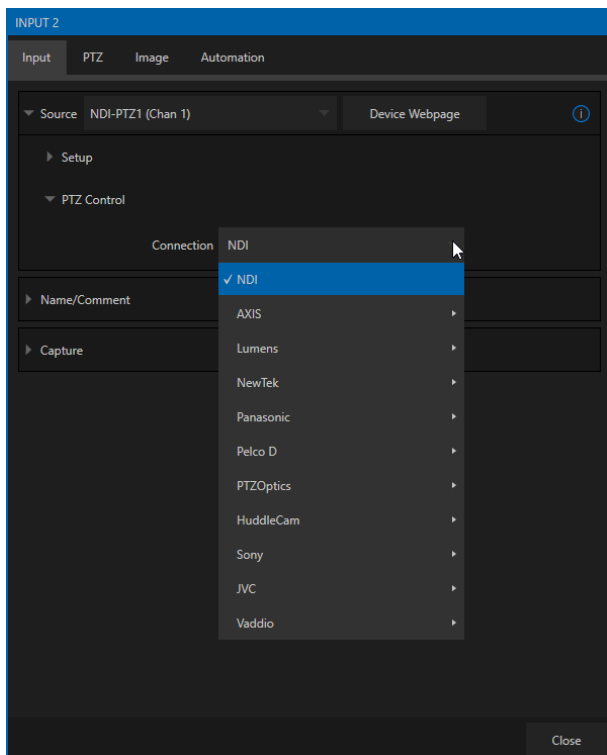 INPUT 2
Input PTZ Image Automation
Source NDI-PTZ1 (Chan 1) Device Webpage
Setup
PTZ Control
Connection NDI
✓ NDI
Name/Comment
AXIS
Capture
Lumens
NewTek
Panasonic
Pelco D
PTZOptics
HuddleCam
Sony
JVC
Vaddio
Close